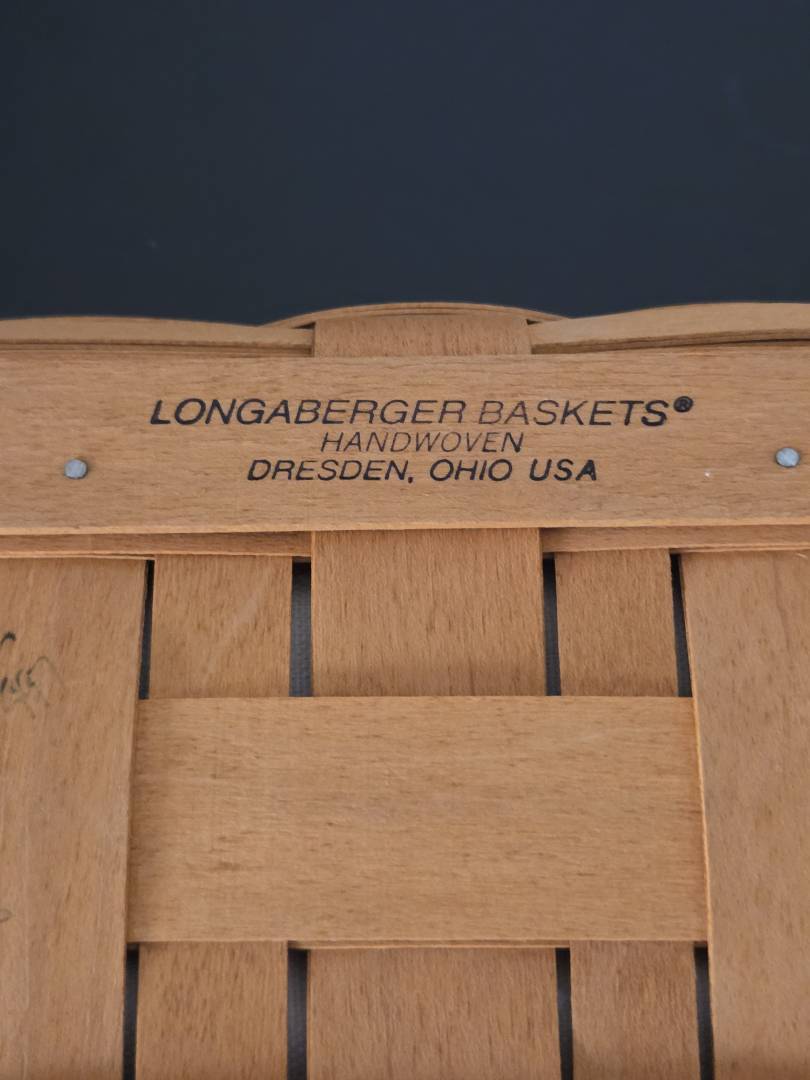 LONGABERGER BASKETS®
HANDWOVEN
DRESDEN, OHIO USA